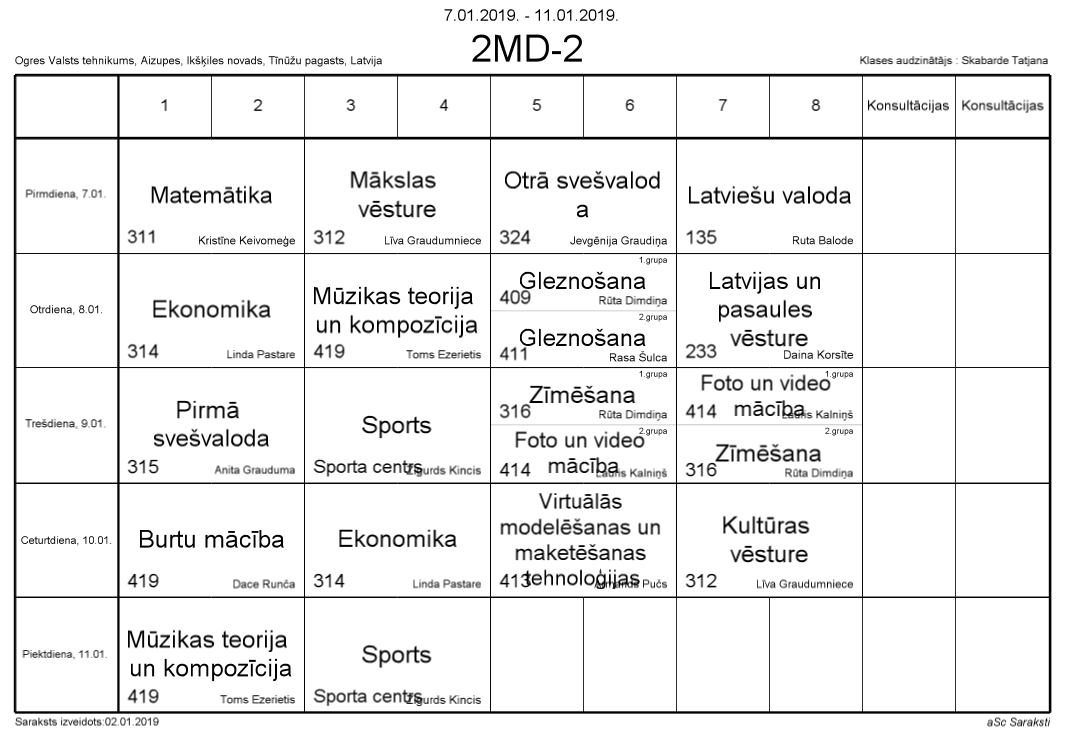 7.01.2019. - 11.01.2019.
2MD-2
Ogres Valsts tehnikums, Aizupes, Ikšķiles novads, Tīnūžu pagasts, Latvija
Klases audzinātājs : Skabarde Tatjana
1 2 3 4 5 6 7 8 Konsultācijas Konsultācijas
Pirmdiena, 7.01.
Matemātika
311 Kristīne Keivomeģe
Mākslas
vēsture
312 Līva Graudumniece
Otrā svešvalod
a
324 Jevgēnija Graudiņa
Latviešu valoda
135 Ruta Balode
Otrdiena, 8.01.
Ekonomika
314 Linda Pastare
Mūzikas teorija
un kompozīcija
419 Toms Ezerietis
1.grupa
Gleznošana
409 Rūta Dimdiņa
2.grupa
Gleznošana
411 Rasa Šulca
Latvijas un
pasaules
vēsture
233 Daina Korsīte
Trešdiena, 9.01.
Pirmā
svešvaloda
315 Anita Grauduma
Sports
Sporta centrs Zigurds Kincis
1.grupa
Zīmēšana
316 Rūta Dimdiņa
2.grupa
Foto un video
mācība
414 Lauris Kalniņš
1.grupa
Foto un video
mācība
414 Lauris Kalniņš
2.grupa
Zīmēšana
316 Rūta Dimdiņa
Ceturtdiena, 10.01.
Burtu mācība
419 Dace Runča
Ekonomika
314 Linda Pastare
Virtuālās
modelēšanas un
maketēšanas
tehnoloģijas
413 Pučs
Kultūras
vēsture
312 Līva Graudumniece
Piektdiena, 11.01.
Mūzikas teorija
un kompozīcija
419 Toms Ezerietis
Sports
Sporta centrs Zigurds Kincis
Saraksts izveidots:02.01.2019
aSc Saraksti